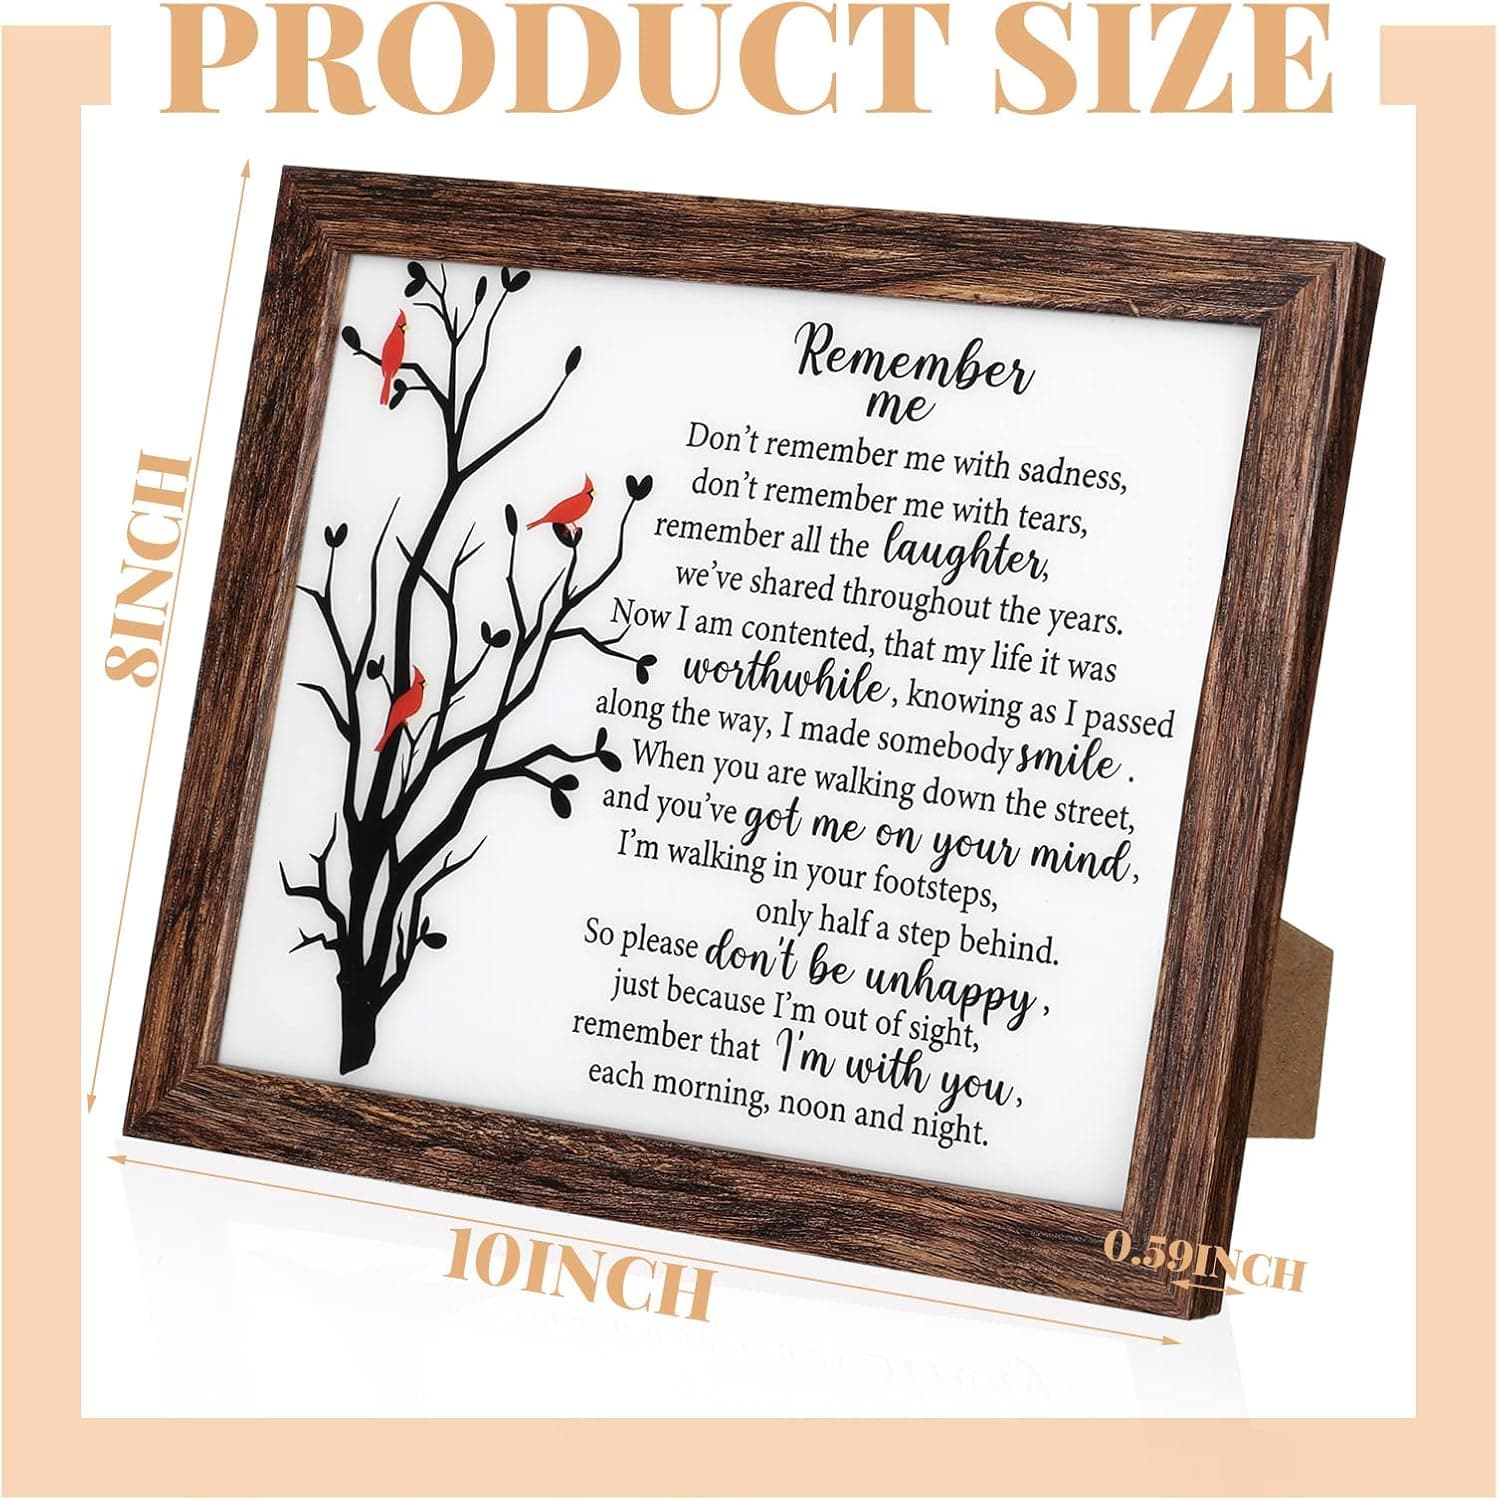 PRODUCT SIZE
8INCH
Remember
me
Don't remember me with sadness,
don't remember me with tears,
remember all the laughter,
we've shared throughout the years.
Now I am contented, that my life it was
worthwhile, knowing as I passed
along the way, I made somebody smile.
When you are walking down the street,
and you've got me on your mind,
I'm walking in your footsteps,
only half a step behind.
So please don't be unhappy,
just because I'm out of sight,
remember that I'm with you,
each morning, noon and night.
10INCH
0.59INCH